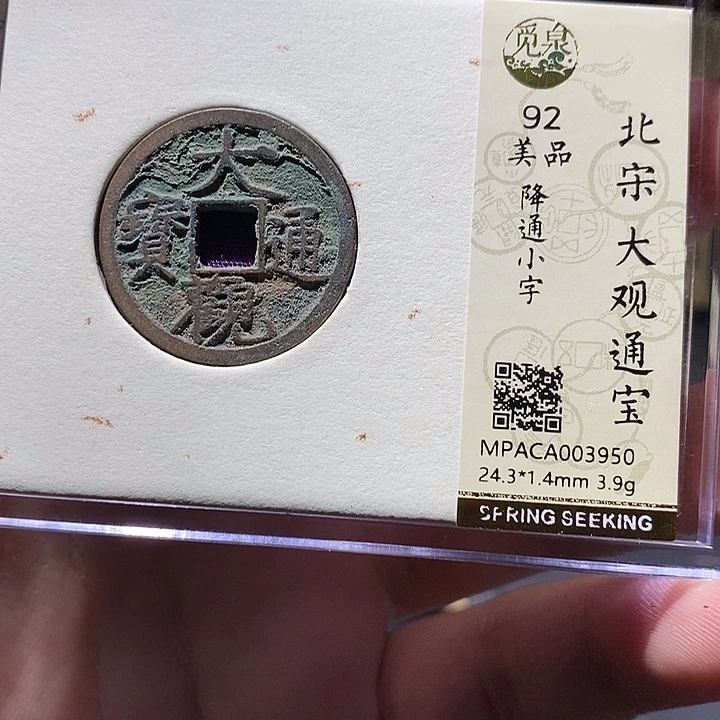 大
通
觀
寶
觅泉
92
美品
降通小字
北宋大观通宝
MPACA003950
24.3*1.4mm 3.9g
SPRING SEEKING